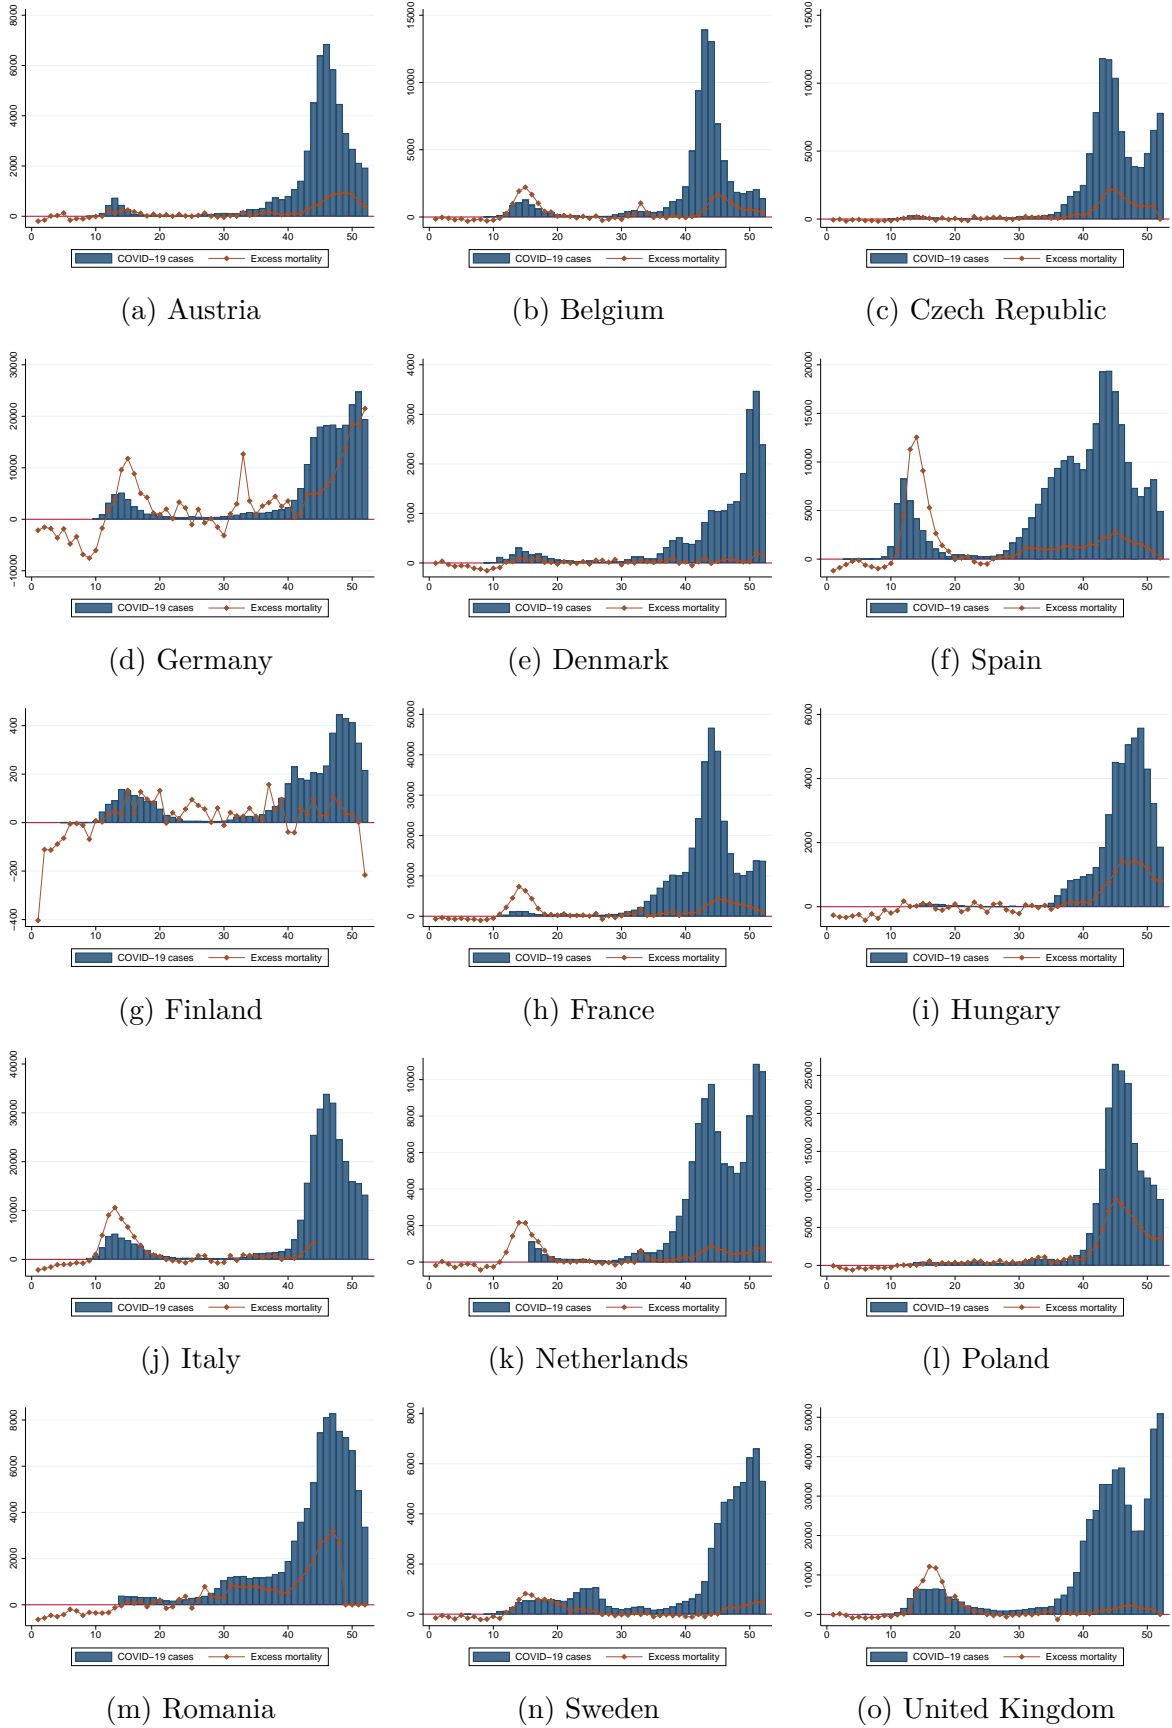 8000
6000
4000
2000
0
0 10 20 30 40 50
COVID−19 cases Excess mortality
(a) Austria
15000
10000
5000
0
0 10 20 30 40 50
COVID−19 cases Excess mortality
(b) Belgium
15000
10000
5000
0
0 10 20 30 40 50
COVID−19 cases Excess mortality
(c) Czech Republic
30000
20000
10000
0
−10000
0 10 20 30 40 50
COVID−19 cases Excess mortality
(d) Germany
4000
3000
2000
1000
0
0 10 20 30 40 50
COVID−19 cases Excess mortality
(e) Denmark
20000
15000
10000
5000
0
0 10 20 30 40 50
COVID−19 cases Excess mortality
(f) Spain
400
200
0
−200
−400
0 10 20 30 40 50
COVID−19 cases Excess mortality
(g) Finland
50000
40000
30000
20000
10000
0
0 10 20 30 40 50
COVID−19 cases Excess mortality
(h) France
6000
4000
2000
0
0 10 20 30 40 50
COVID−19 cases Excess mortality
(i) Hungary
40000
30000
20000
10000
0
0 10 20 30 40 50
COVID−19 cases Excess mortality
(j) Italy
10000
8000
6000
4000
2000
0
0 10 20 30 40 50
COVID−19 cases Excess mortality
(k) Netherlands
25000
20000
15000
10000
5000
0
0 10 20 30 40 50
COVID−19 cases Excess mortality
(l) Poland
8000
6000
4000
2000
0
0 10 20 30 40 50
COVID−19 cases Excess mortality
(m) Romania
8000
6000
4000
2000
0
0 10 20 30 40 50
COVID−19 cases Excess mortality
(n) Sweden
50000
40000
30000
20000
10000
0
0 10 20 30 40 50
COVID−19 cases Excess mortality
(o) United Kingdom